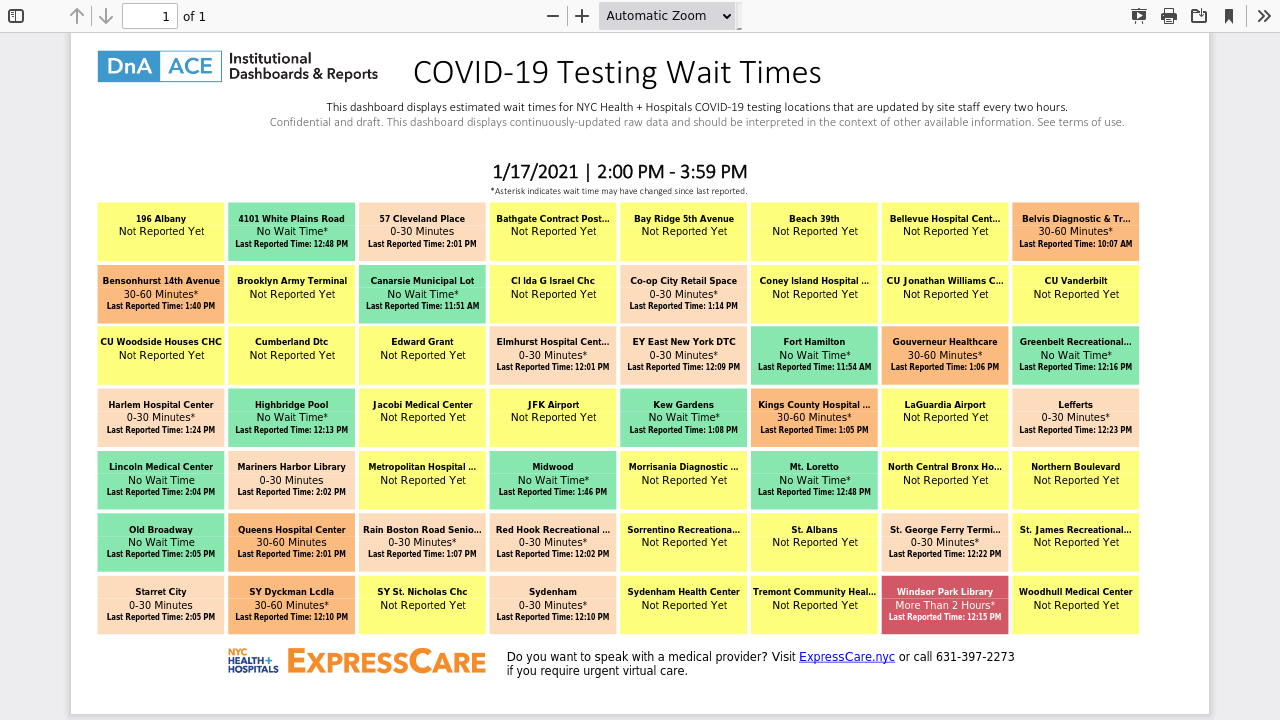 1 of 1 Automatic Zoom
DnA ACE Institutional
Dashboards & Reports
COVID-19 Testing Wait Times
This dashboard displays estimated wait times for NYC Health + Hospitals COVID-19 testing locations that are updated by site staff every two hours.
Confidential and draft. This dashboard displays continuously-updated raw data and should be interpreted in the context of other available information. See terms of use.
1/17/2021 | 2:00 PM - 3:59 PM
*Asterisk indicates wait time may have changed since last reported.
196 Albany
Not Reported Yet
4101 White Plains Road
No Wait Time*
Last Reported Time: 12:48 PM
57 Cleveland Place
0-30 Minutes
Last Reported Time: 2:01 PM
Bathgate Contract Post...
Not Reported Yet
Bay Ridge 5th Avenue
Not Reported Yet
Beach 39th
Not Reported Yet
Bellevue Hospital Cent...
Not Reported Yet
Belvis Diagnostic & Tr...
30-60 Minutes*
Last Reported Time: 10:07 AM
Bensonhurst 14th Avenue
30-60 Minutes*
Last Reported Time: 1:40 PM
Brooklyn Army Terminal
Not Reported Yet
Canarsie Municipal Lot
No Wait Time*
Last Reported Time: 11:51 AM
Cl Ida G Israel Chc
Not Reported Yet
Co-op City Retail Space
0-30 Minutes*
Last Reported Time: 1:14 PM
Coney Island Hospital ...
Not Reported Yet
CU Jonathan Williams C...
Not Reported Yet
CU Vanderbilt
Not Reported Yet
CU Woodside Houses CHC
Not Reported Yet
Cumberland Dtc
Not Reported Yet
Edward Grant
Not Reported Yet
Elmhurst Hospital Cent...
0-30 Minutes*
Last Reported Time: 12:01 PM
EY East New York DTC
0-30 Minutes*
Last Reported Time: 12:09 PM
Fort Hamilton
No Wait Time*
Last Reported Time: 11:54 AM
Gouverneur Healthcare
30-60 Minutes*
Last Reported Time: 1:06 PM
Greenbelt Recreational...
No Wait Time*
Last Reported Time: 12:16 PM
Harlem Hospital Center
0-30 Minutes*
Last Reported Time: 1:24 PM
Highbridge Pool
No Wait Time*
Last Reported Time: 12:13 PM
Jacobi Medical Center
Not Reported Yet
JFK Airport
Not Reported Yet
Kew Gardens
No Wait Time*
Last Reported Time: 1:08 PM
Kings County Hospital ...
30-60 Minutes*
Last Reported Time: 1:05 PM
LaGuardia Airport
Not Reported Yet
Lefferts
0-30 Minutes*
Last Reported Time: 12:23 PM
Lincoln Medical Center
No Wait Time
Last Reported Time: 2:04 PM
Mariners Harbor Library
0-30 Minutes
Last Reported Time: 2:02 PM
Metropolitan Hospital ...
Not Reported Yet
Midwood
No Wait Time*
Last Reported Time: 1:46 PM
Morrisania Diagnostic ...
Not Reported Yet
Mt. Loretto
No Wait Time*
Last Reported Time: 12:48 PM
North Central Bronx Ho...
Not Reported Yet
Northern Boulevard
Not Reported Yet
Old Broadway
No Wait Time
Last Reported Time: 2:05 PM
Queens Hospital Center
30-60 Minutes
Last Reported Time: 2:01 PM
Rain Boston Road Senio...
0-30 Minutes*
Last Reported Time: 1:07 PM
Red Hook Recreational ...
0-30 Minutes*
Last Reported Time: 12:02 PM
Sorrentino Recreationa...
Not Reported Yet
St. Albans
Not Reported Yet
St. George Ferry Termi...
0-30 Minutes*
Last Reported Time: 12:22 PM
St. James Recreational...
Not Reported Yet
Starret City
0-30 Minutes
Last Reported Time: 2:05 PM
SY Dyckman Lcdla
30-60 Minutes*
Last Reported Time: 12:10 PM
SY St. Nicholas Chc
Not Reported Yet
Sydenham
0-30 Minutes*
Last Reported Time: 12:10 PM
Sydenham Health Center
Not Reported Yet
Tremont Community Heal...
Not Reported Yet
Windsor Park Library
More Than 2 Hours*
Last Reported Time: 12:15 PM
Woodhull Medical Center
Not Reported Yet
NYC
HEALTH+
HOSPITALS
EXPRESSCARE
Do you want to speak with a medical provider? Visit ExpressCare.nyc or call 631-397-2273
if you require urgent virtual care.